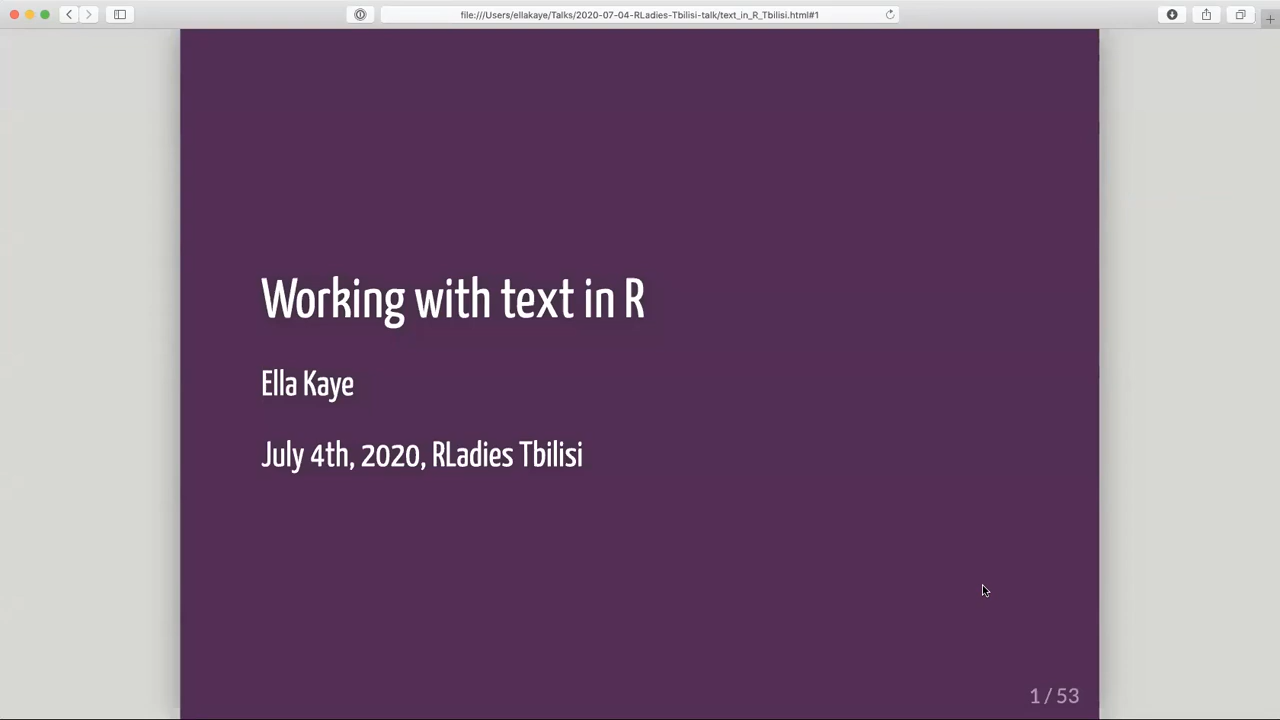 file:///Users/ellakaye/Talks/2020-07-04-RLadies-Tbilisi-talk/text_in_R_Tbilisi.html#1
Working with text in R
Ella Kaye
July 4th, 2020, RLadies Tbilisi
1 / 53